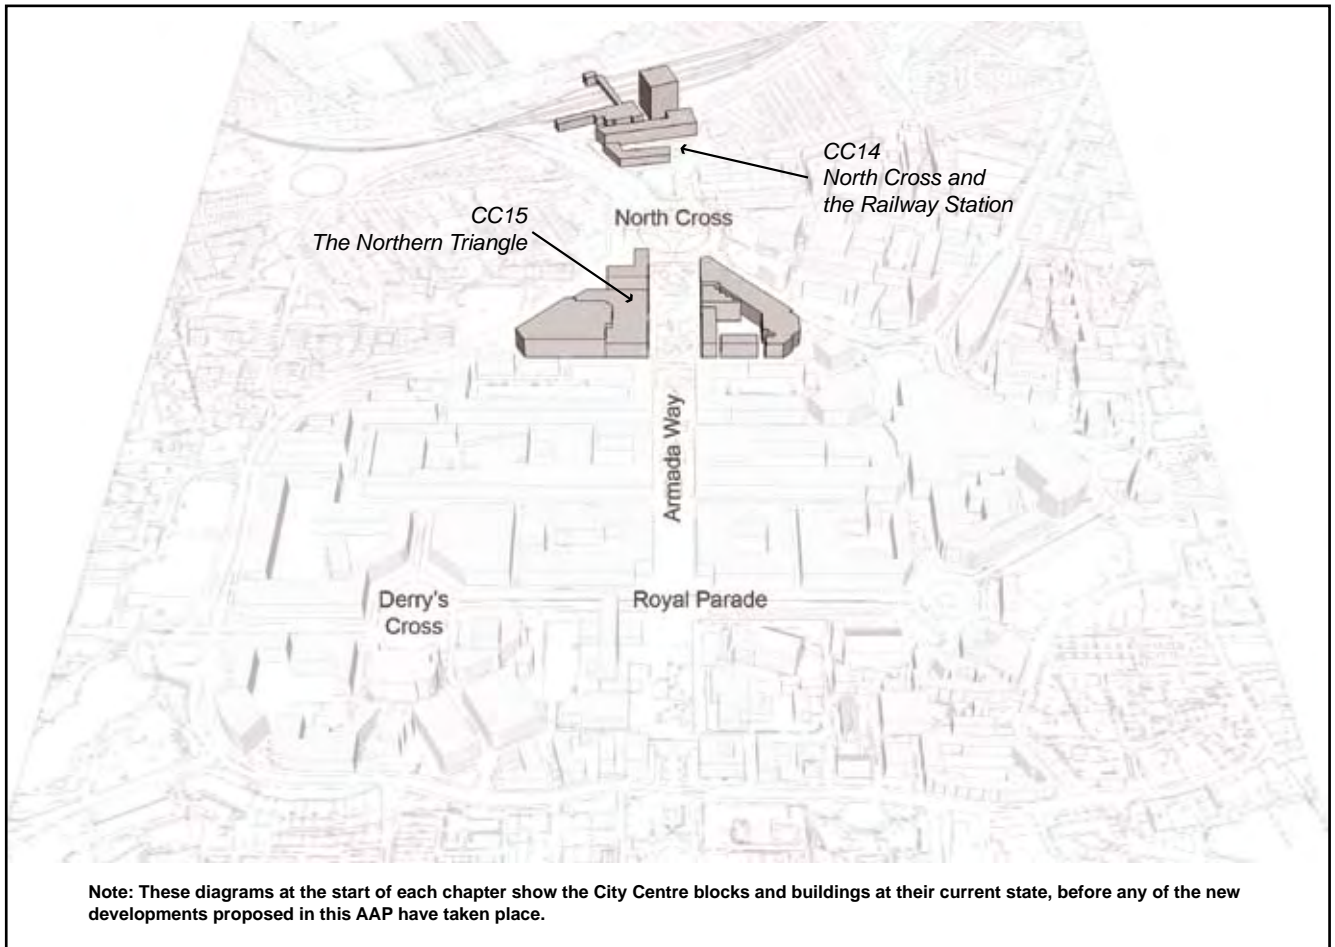 CC14
North Cross and
the Railway Station
CC15
The Northern Triangle
North Cross
Armada Way
Derry's
Cross
Royal Parade
Note: These diagrams at the start of each chapter show the City Centre blocks and buildings at their current state, before any of the new
developments proposed in this AAP have taken place.